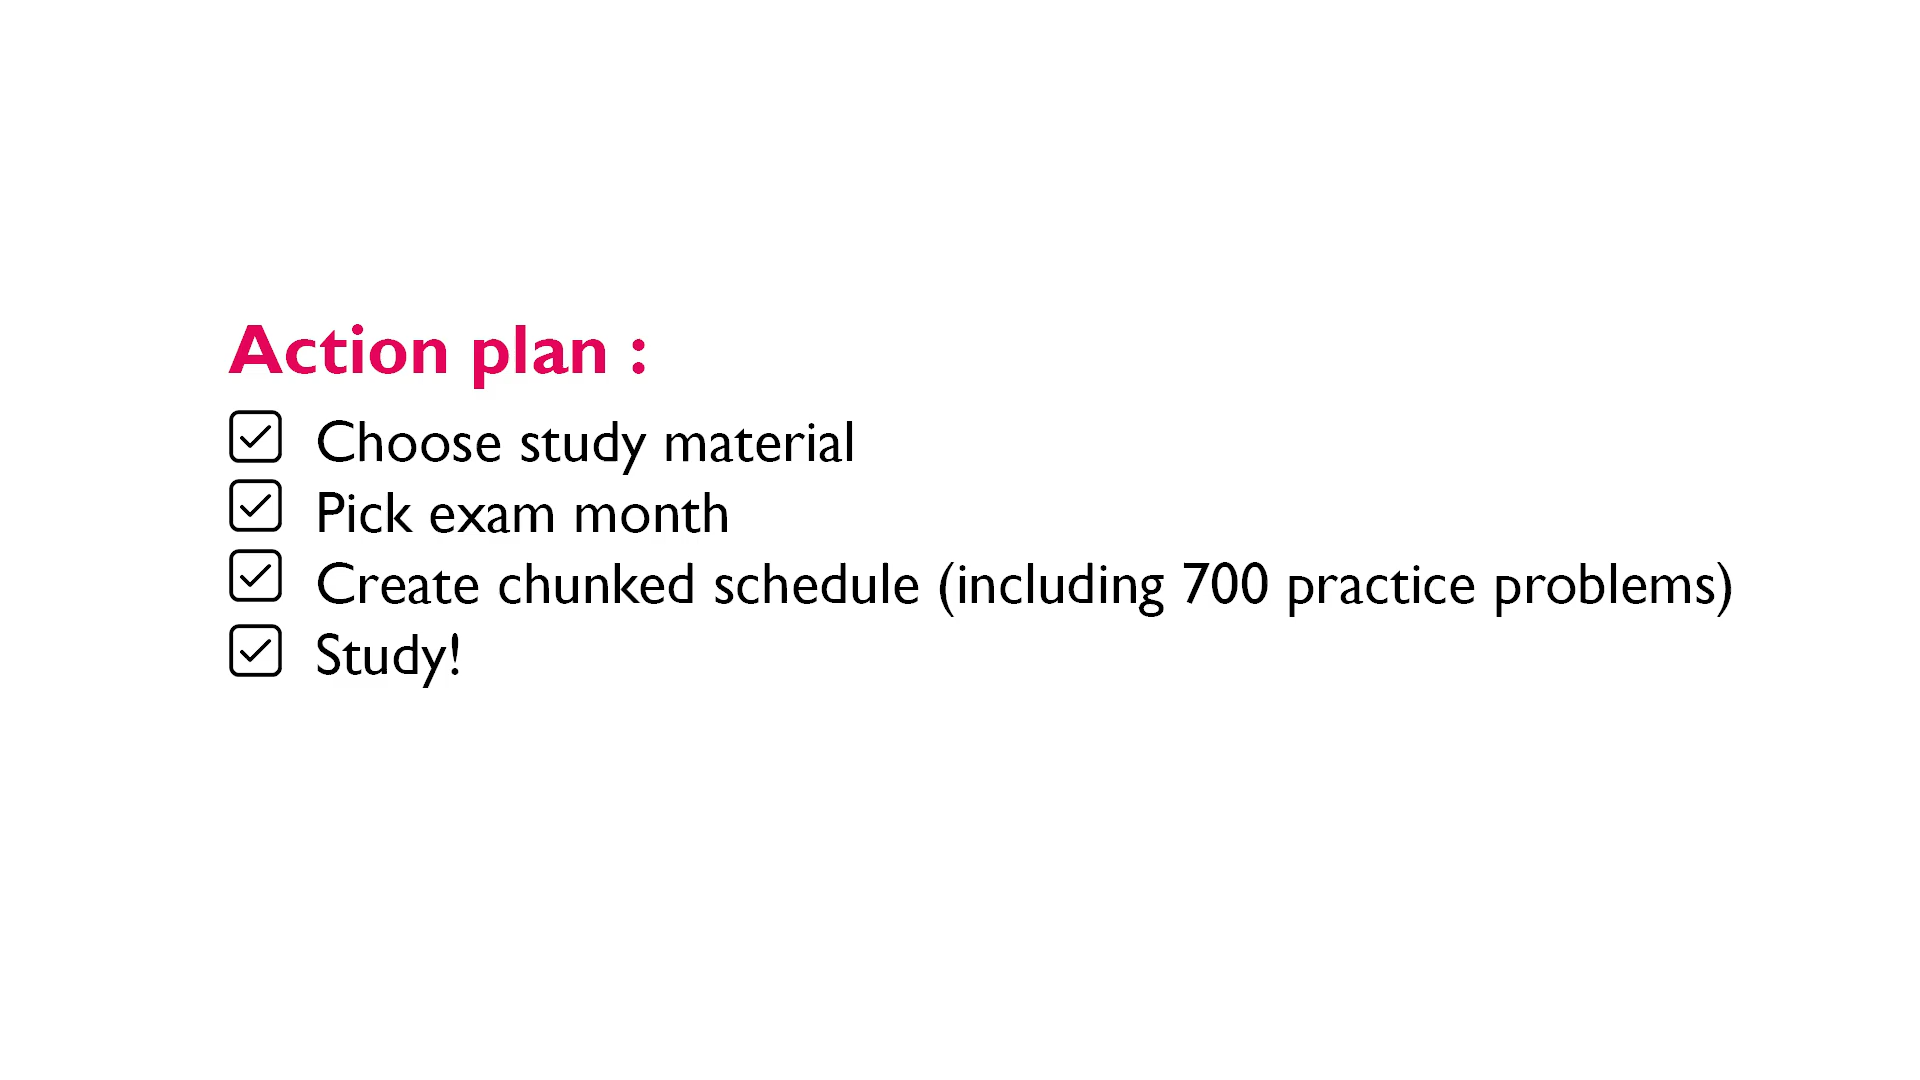 Action plan :
Choose study material
Pick exam month
Create chunked schedule (including 700 practice problems)
Study!